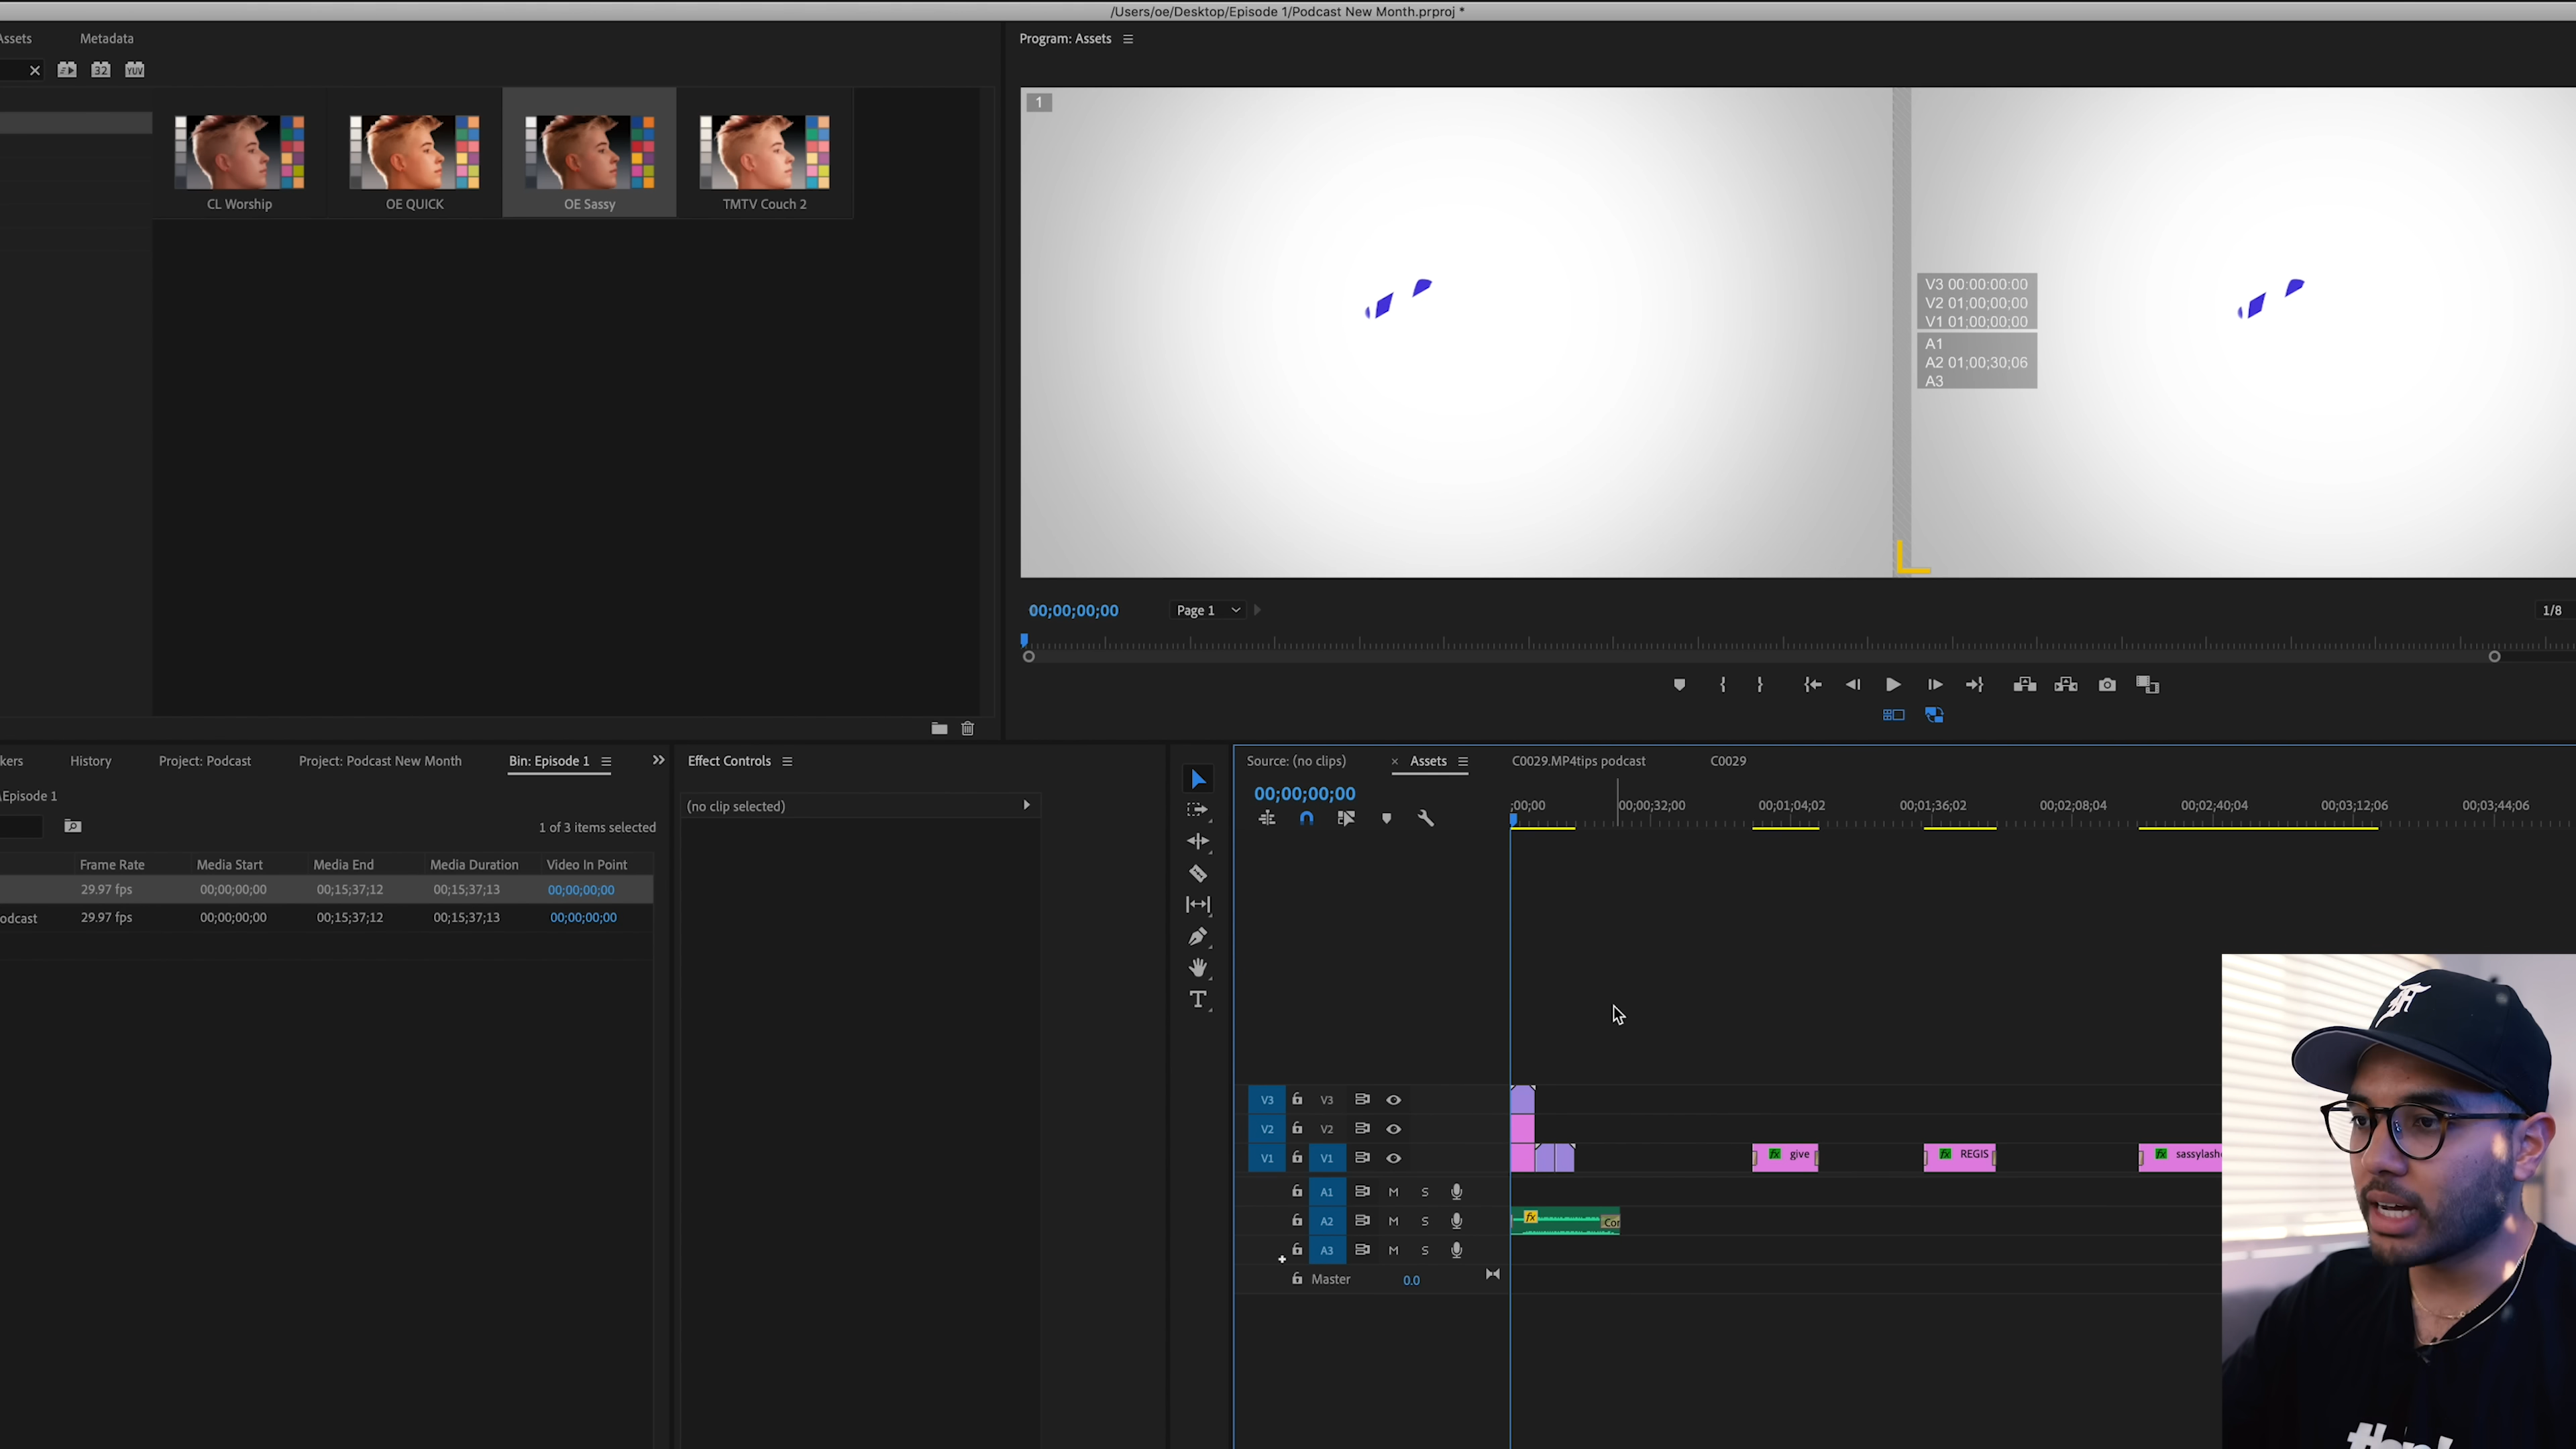 /Users/oe/Desktop/Episode 1/Podcast New Month.prproj *
Assets
Metadata
Program: Assets
32
YUV
1
CL Worship
OE QUICK
OE Sassy
TMTV Couch 2
V3 00:00:00:00
V2 01;00;00;00
V1 01;00;00;00
A1
A2 01;00;30;06
A3
00;00;00;00
Page 1
1/8
kers
History
Project: Podcast
Project: Podcast New Month
Bin: Episode 1
Effect Controls
Source: (no clips)
Assets
C0029.MP4tips podcast
C0029
Episode 1
(no clip selected)
00;00;00;00
;00;00
00;00;32;00
00;01;04;02
00;01;36;02
00;02;08;04
00;02;40;04
00;03;12;06
00;03;44;06
1 of 3 items selected
Frame Rate
Media Start
Media End
Media Duration
Video In Point
29.97 fps
00;00;00;00
00;15;37;12
00;15;37;13
00;00;00;00
odcast
29.97 fps
00;00;00;00
00;15;37;12
00;15;37;13
00;00;00;00
T
V3
V3
V2
V2
V1
V1
fx give
fx REGIS
fx sassylash
A1
M
S
A2
M
S
fx
Cor
A3
M
S
Master
0.0